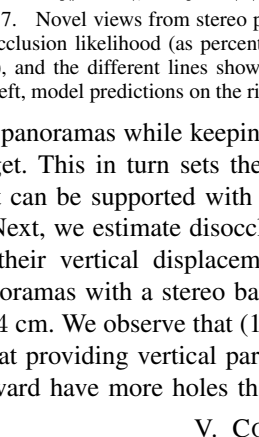 7. Novel views from stereo p
cclusion likelihood (as percent
), and the different lines show
eft, model predictions on the ri
panoramas while keepin
get. This in turn sets the
t can be supported with
Next, we estimate disoccl
their vertical displacem
oramas with a stereo ba
4 cm. We observe that (1
at providing vertical par
ward have more holes th
V. Co